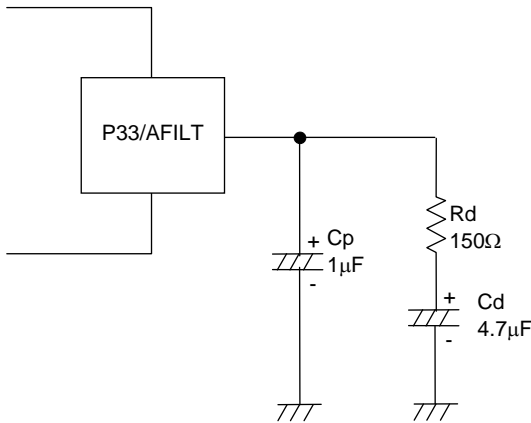 P33/AFILT
+
Cp
1μF
-
Rd
150Ω
+
Cd
4.7μF
-